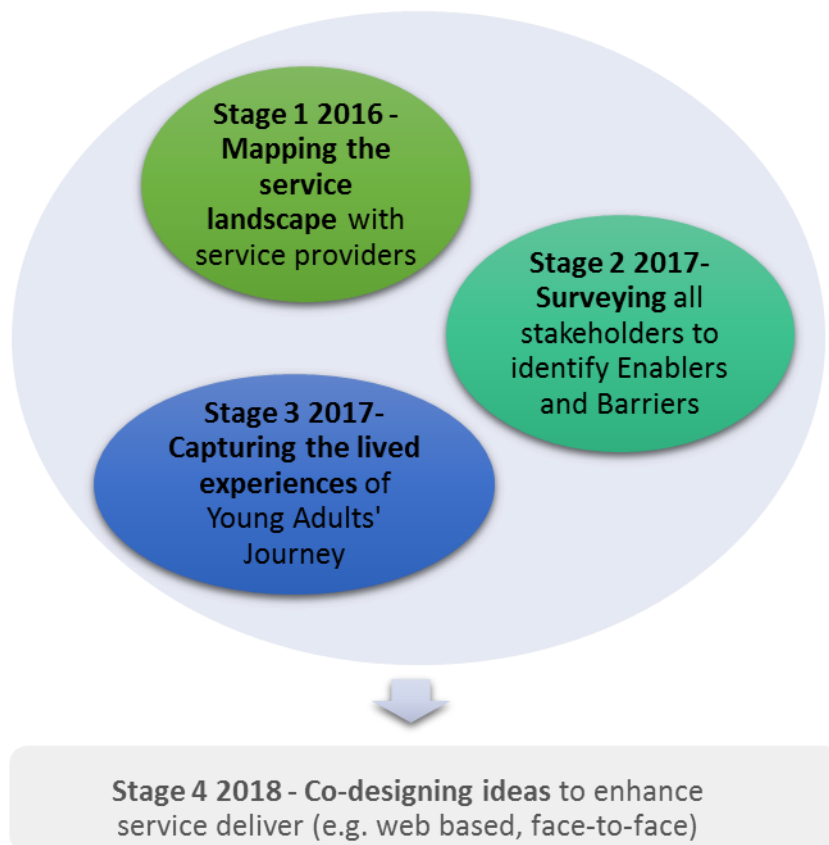 Stage 1 2016 -
Mapping the
service
landscape with
service providers
Stage 2 2017-
Surveying all
stakeholders to
identify Enablers
and Barriers
Stage 3 2017-
Capturing the lived
experiences of
Young Adults'
Journey
Stage 4 2018 - Co-designing ideas to enhance
service deliver (e.g. web based, face-to-face)